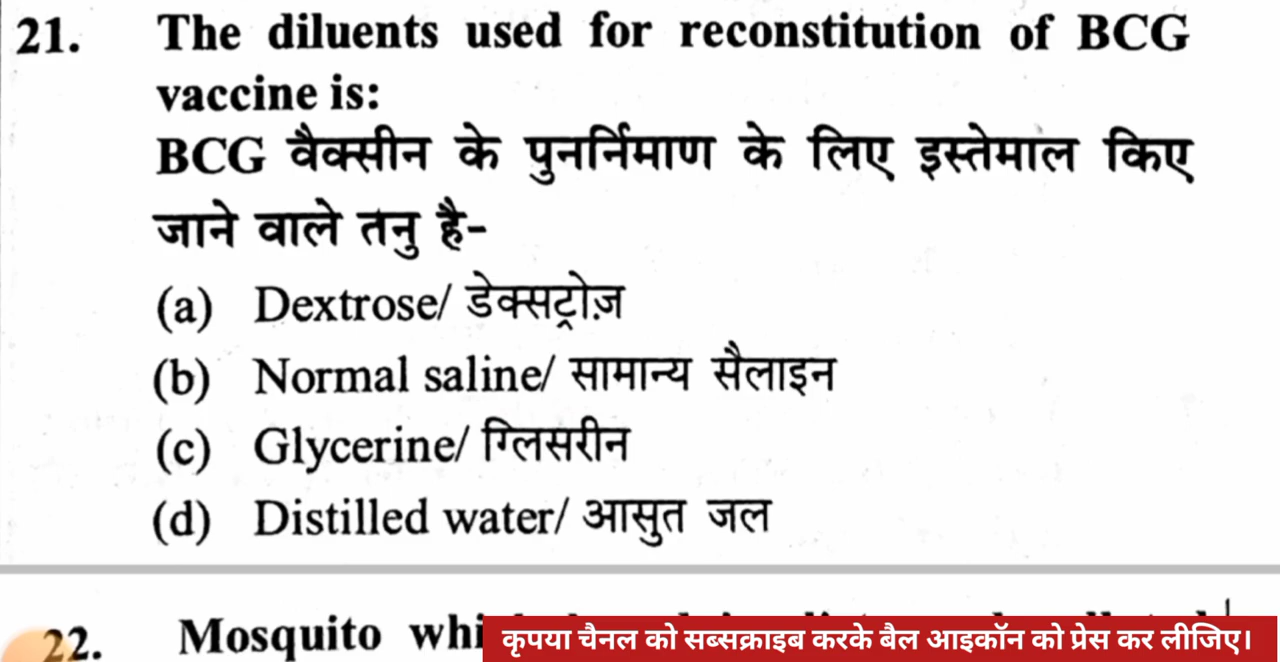 21. The diluents used for reconstitution of BCG
vaccine is:
BCG वैक्सीन के पुनर्निमाण के लिए इस्तेमाल किए
जाने वाले तनु है-
(a) Dextrose/ डेक्सट्रोज़
(b) Normal saline/ सामान्य सैलाइन
(c) Glycerine/ ग्लिसरीन
(d) Distilled water/ आसुत जल
22. Mosquito
कृपया चैनल को सब्सक्राइब करके बैल आइकॉन को प्रेस कर लीजिए।